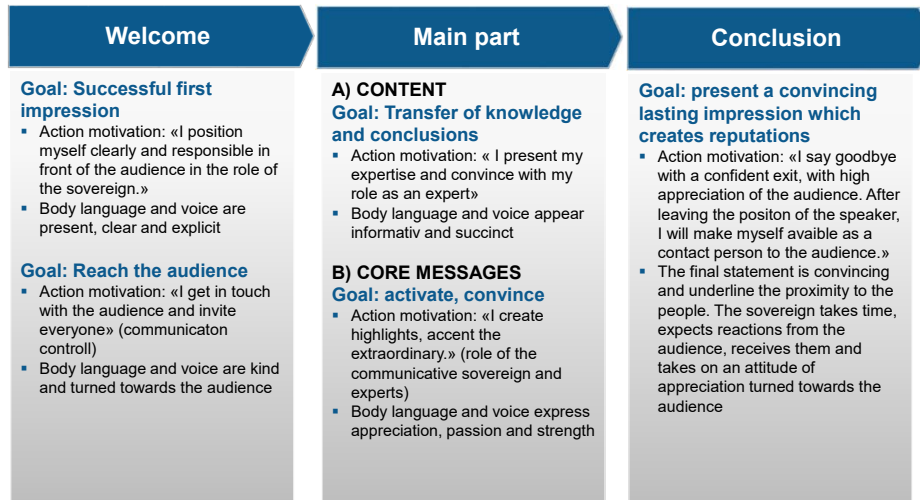 Welcome
Goal: Successful first
impression
▪ Action motivation: «I position
myself clearly and responsible in
front of the audience in the role of
the sovereign.»
▪ Body language and voice are
present, clear and explicit
Goal: Reach the audience
▪ Action motivation: «I get in touch
with the audience and invite
everyone» (communicaton
controll)
▪ Body language and voice are kind
and turned towards the audience
Main part
A) CONTENT
Goal: Transfer of knowledge
and conclusions
▪ Action motivation: « I present my
expertise and convince with my
role as an expert»
▪ Body language and voice appear
informativ and succinct
B) CORE MESSAGES
Goal: activate, convince
▪ Action motivation: «I create
highlights, accent the
extraordinary.» (role of the
communicative sovereign and
experts)
▪ Body language and voice express
appreciation, passion and strength
Conclusion
Goal: present a convincing
lasting impression which
creates reputations
▪ Action motivation: «I say goodbye
with a confident exit, with high
appreciation of the audience. After
leaving the positon of the speaker,
I will make myself avaible as a
contact person to the audience.»
▪ The final statement is convincing
and underline the proximity to the
people. The sovereign takes time,
expects reactions from the
audience, receives them and
takes on an attitude of
appreciation turned towards the
audience